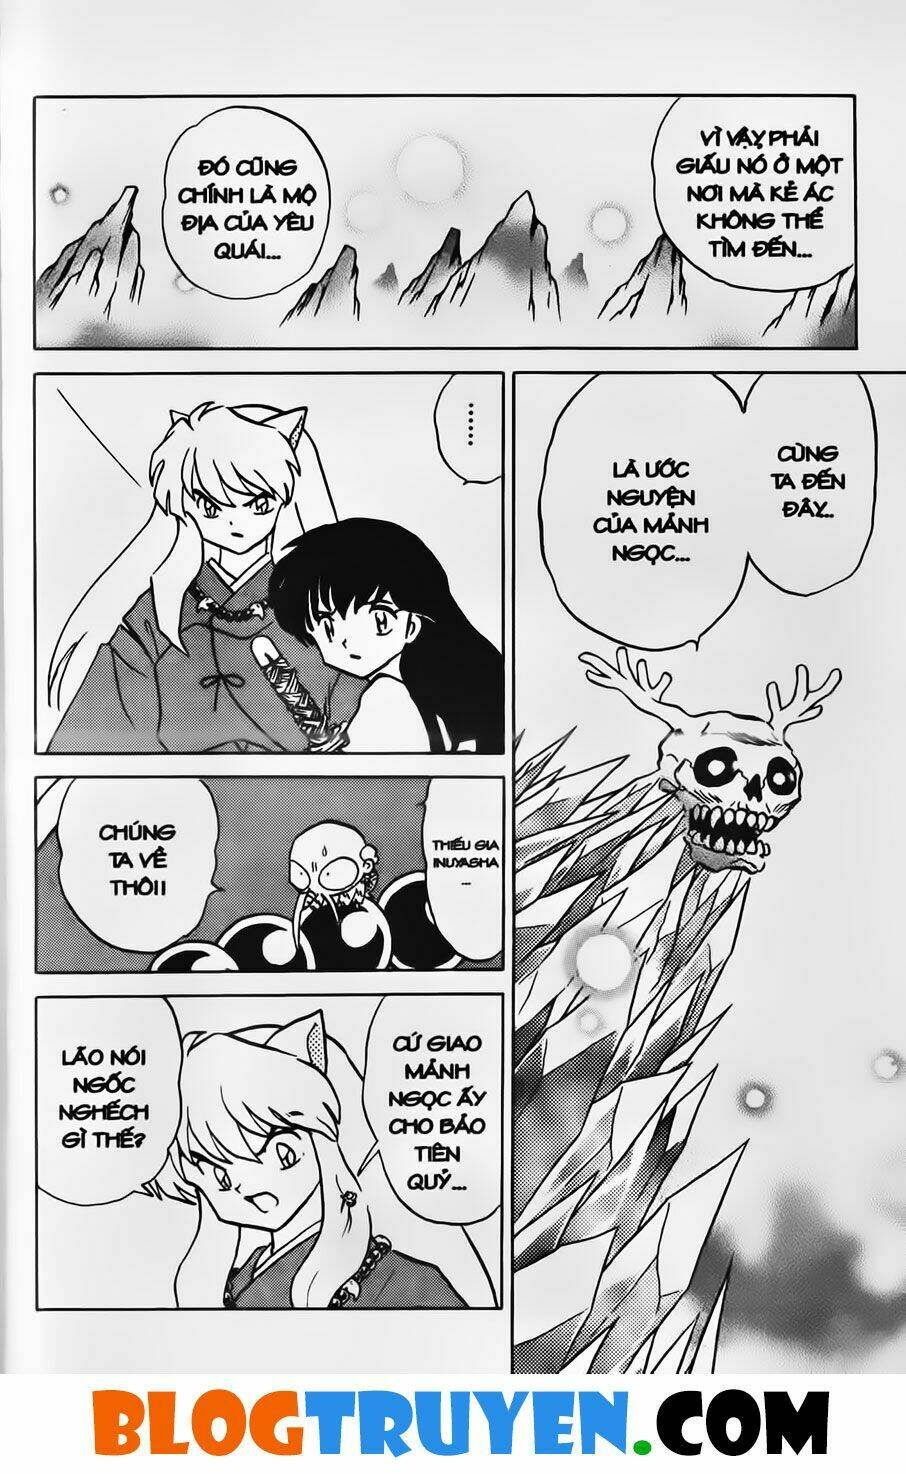 VÌ VẬY, PHẢI
GIẤU NÓ Ở MỘT
NƠI MÀ KẺ ÁC
KHÔNG THỂ
TÌM ĐẾN...
ĐÓ CŨNG
CHÍNH LÀ MỘ
ĐỊA CỦA YÊU
QUÁI...
CÙNG
TA ĐẾN
ĐÂY...
LÀ ƯỚC
NGUYỆN
CỦA MẢNH
NGỌC...
........
THIẾU GIA
INUYASHA
...
CHÚNG
TA VỀ
THÔI!
CỨ GIAO
MẢNH
NGỌC ẤY
CHO BẢO
TIÊN
QUỶ...
LÃO NÓI
NGỐC
NGHẾCH
GÌ THẾ?
BLOGTRUYEN.COM